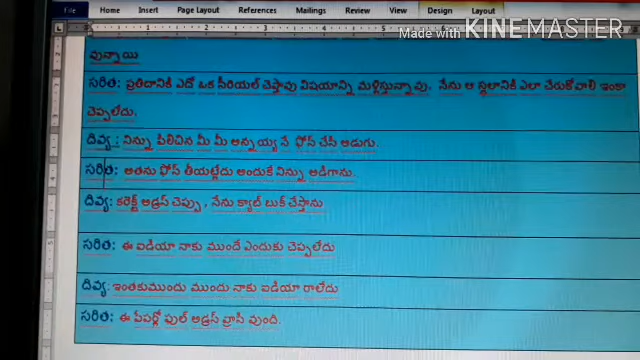 File Home Insert Page Layout References Mailings Review View Design Layout
Made with KINEMASTER
వున్నాయి
సరిత: ప్రతిదానికి ఎదో ఒక సీరియల్ చెప్తావు విషయాన్ని మళ్లిస్తున్నావు, నేను ఆ స్థలానికి ఎలా చేరుకోవాలి ఇంకా
చెప్పలేదు.
దివ్య : నిన్ను పిలిచిన మీ మీ అన్నయ్య నే ఫోన్ చేసి అడుగు.
సరిత: అతను ఫోన్ తీయట్లేదు అందుకే నిన్ను అడిగాను.
దివ్య: కరెక్ట్ అడ్రస్ చెప్పు , నేను క్యాబ్ బుక్ చేస్తాను
సరిత: ఈ ఐడియా నాకు ముందే ఎందుకు చెప్పలేదు
దివ్య: ఇంతకుముందు ముందు నాకు ఐడియా రాలేదు
సరిత: ఈ పేపర్లో ఫుల్ అడ్రస్ వ్రాసి వుంది.